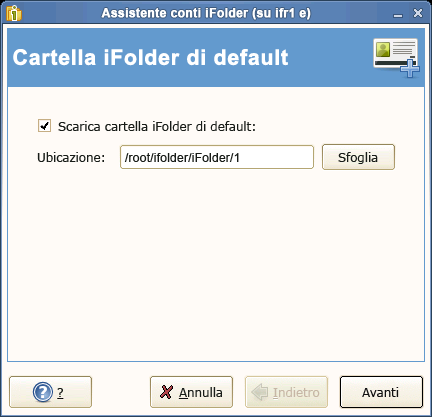 Assistente conti iFolder (su ifr1 e)
Cartella iFolder di default
Scarica cartella iFolder di default:
Ubicazione: /root/ifolder/iFolder/1 Sfoglia
? Annulla Indietro Avanti